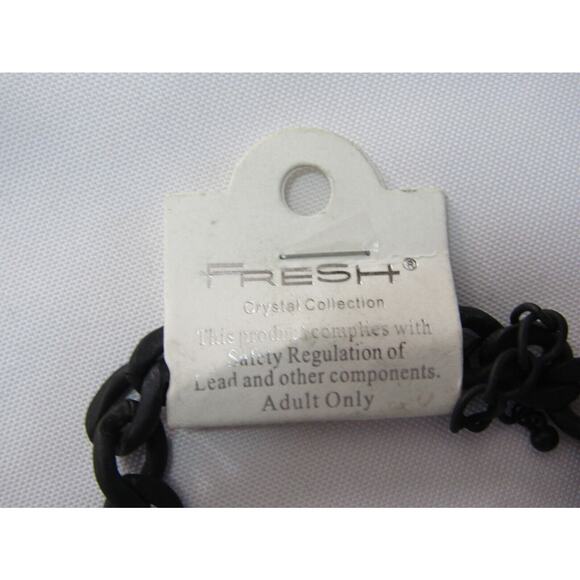 FRESH®
Crystal Collection
This product complies with
Safety Regulation of
Lead and other components.
Adult Only